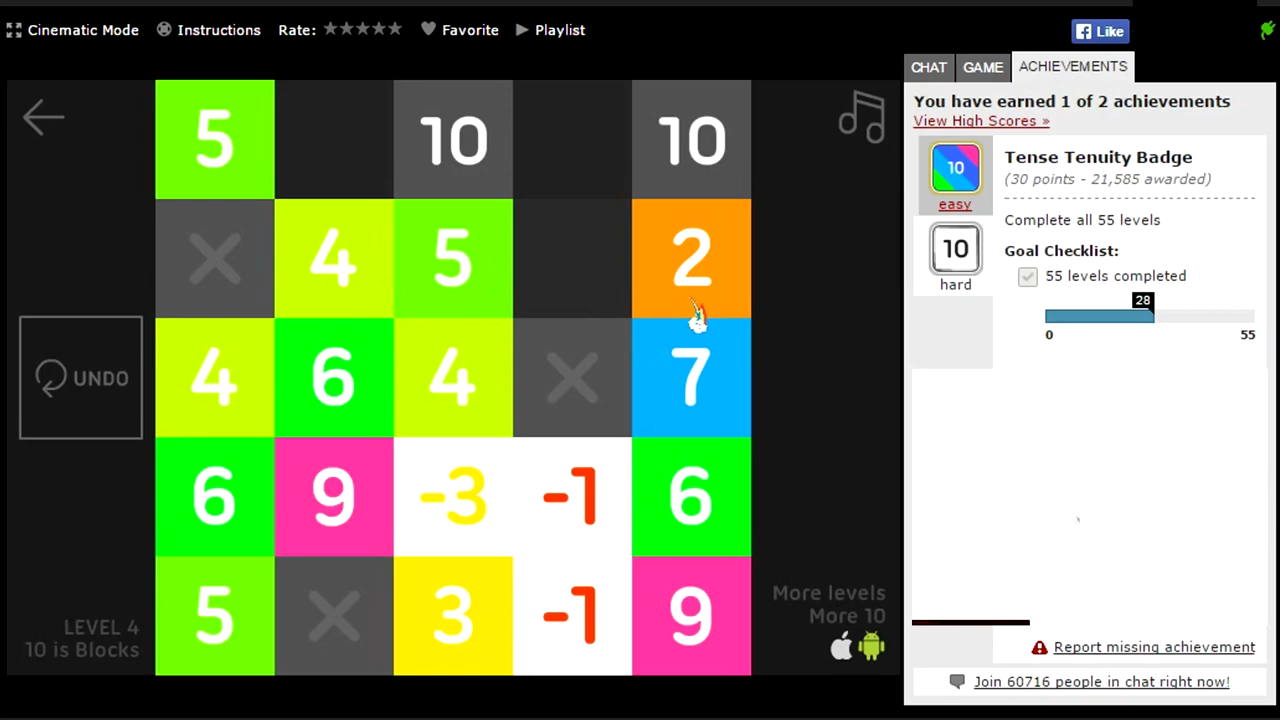 Cinematic Mode Instructions Rate: Favorite Playlist
Like
CHAT GAME ACHIEVEMENTS
You have earned 1 of 2 achievements
View High Scores »
10
easy
Tense Tenuity Badge
(30 points - 21,585 awarded)
Complete all 55 levels
Goal Checklist:
55 levels completed
28
0 55
10
hard
5 10 10
× 4 5 2
4 6 4 × 7
6 9 -3 -1 6
5 × 3 -1 9
UNDO
LEVEL 4
10 is Blocks
More levels
More 10
Report missing achievement
Join 60716 people in chat right now!